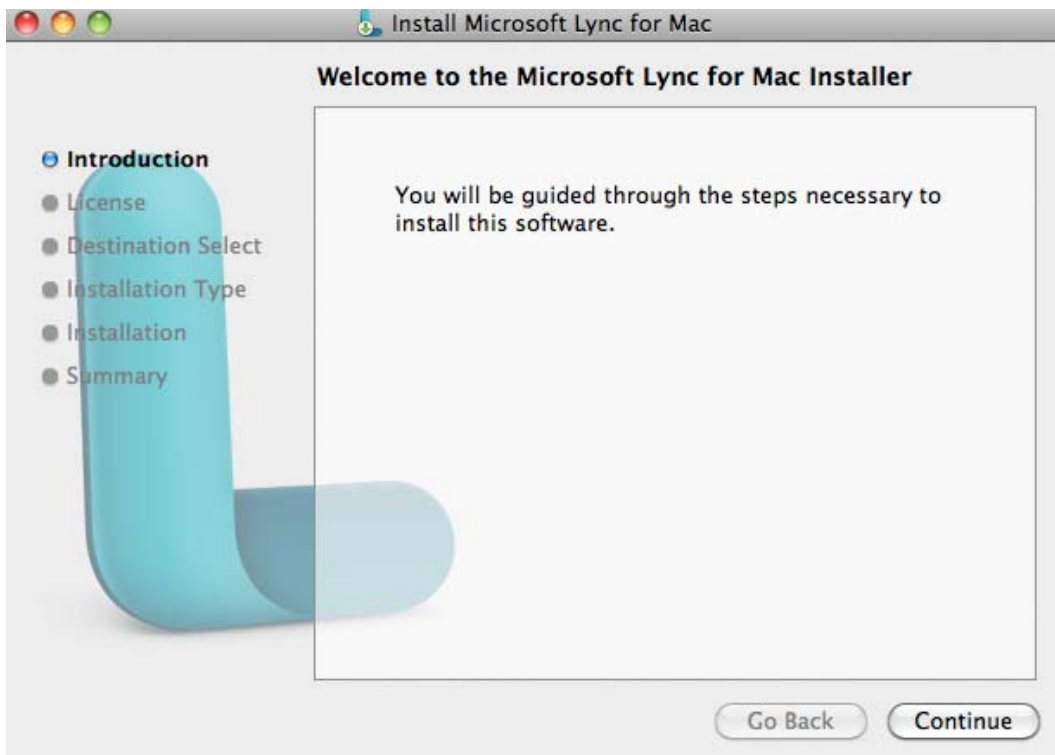 Install Microsoft Lync for Mac
Welcome to the Microsoft Lync for Mac Installer
Introduction
License
Destination Select
Installation Type
Installation
Summary
You will be guided through the steps necessary to
install this software.
Go Back
Continue